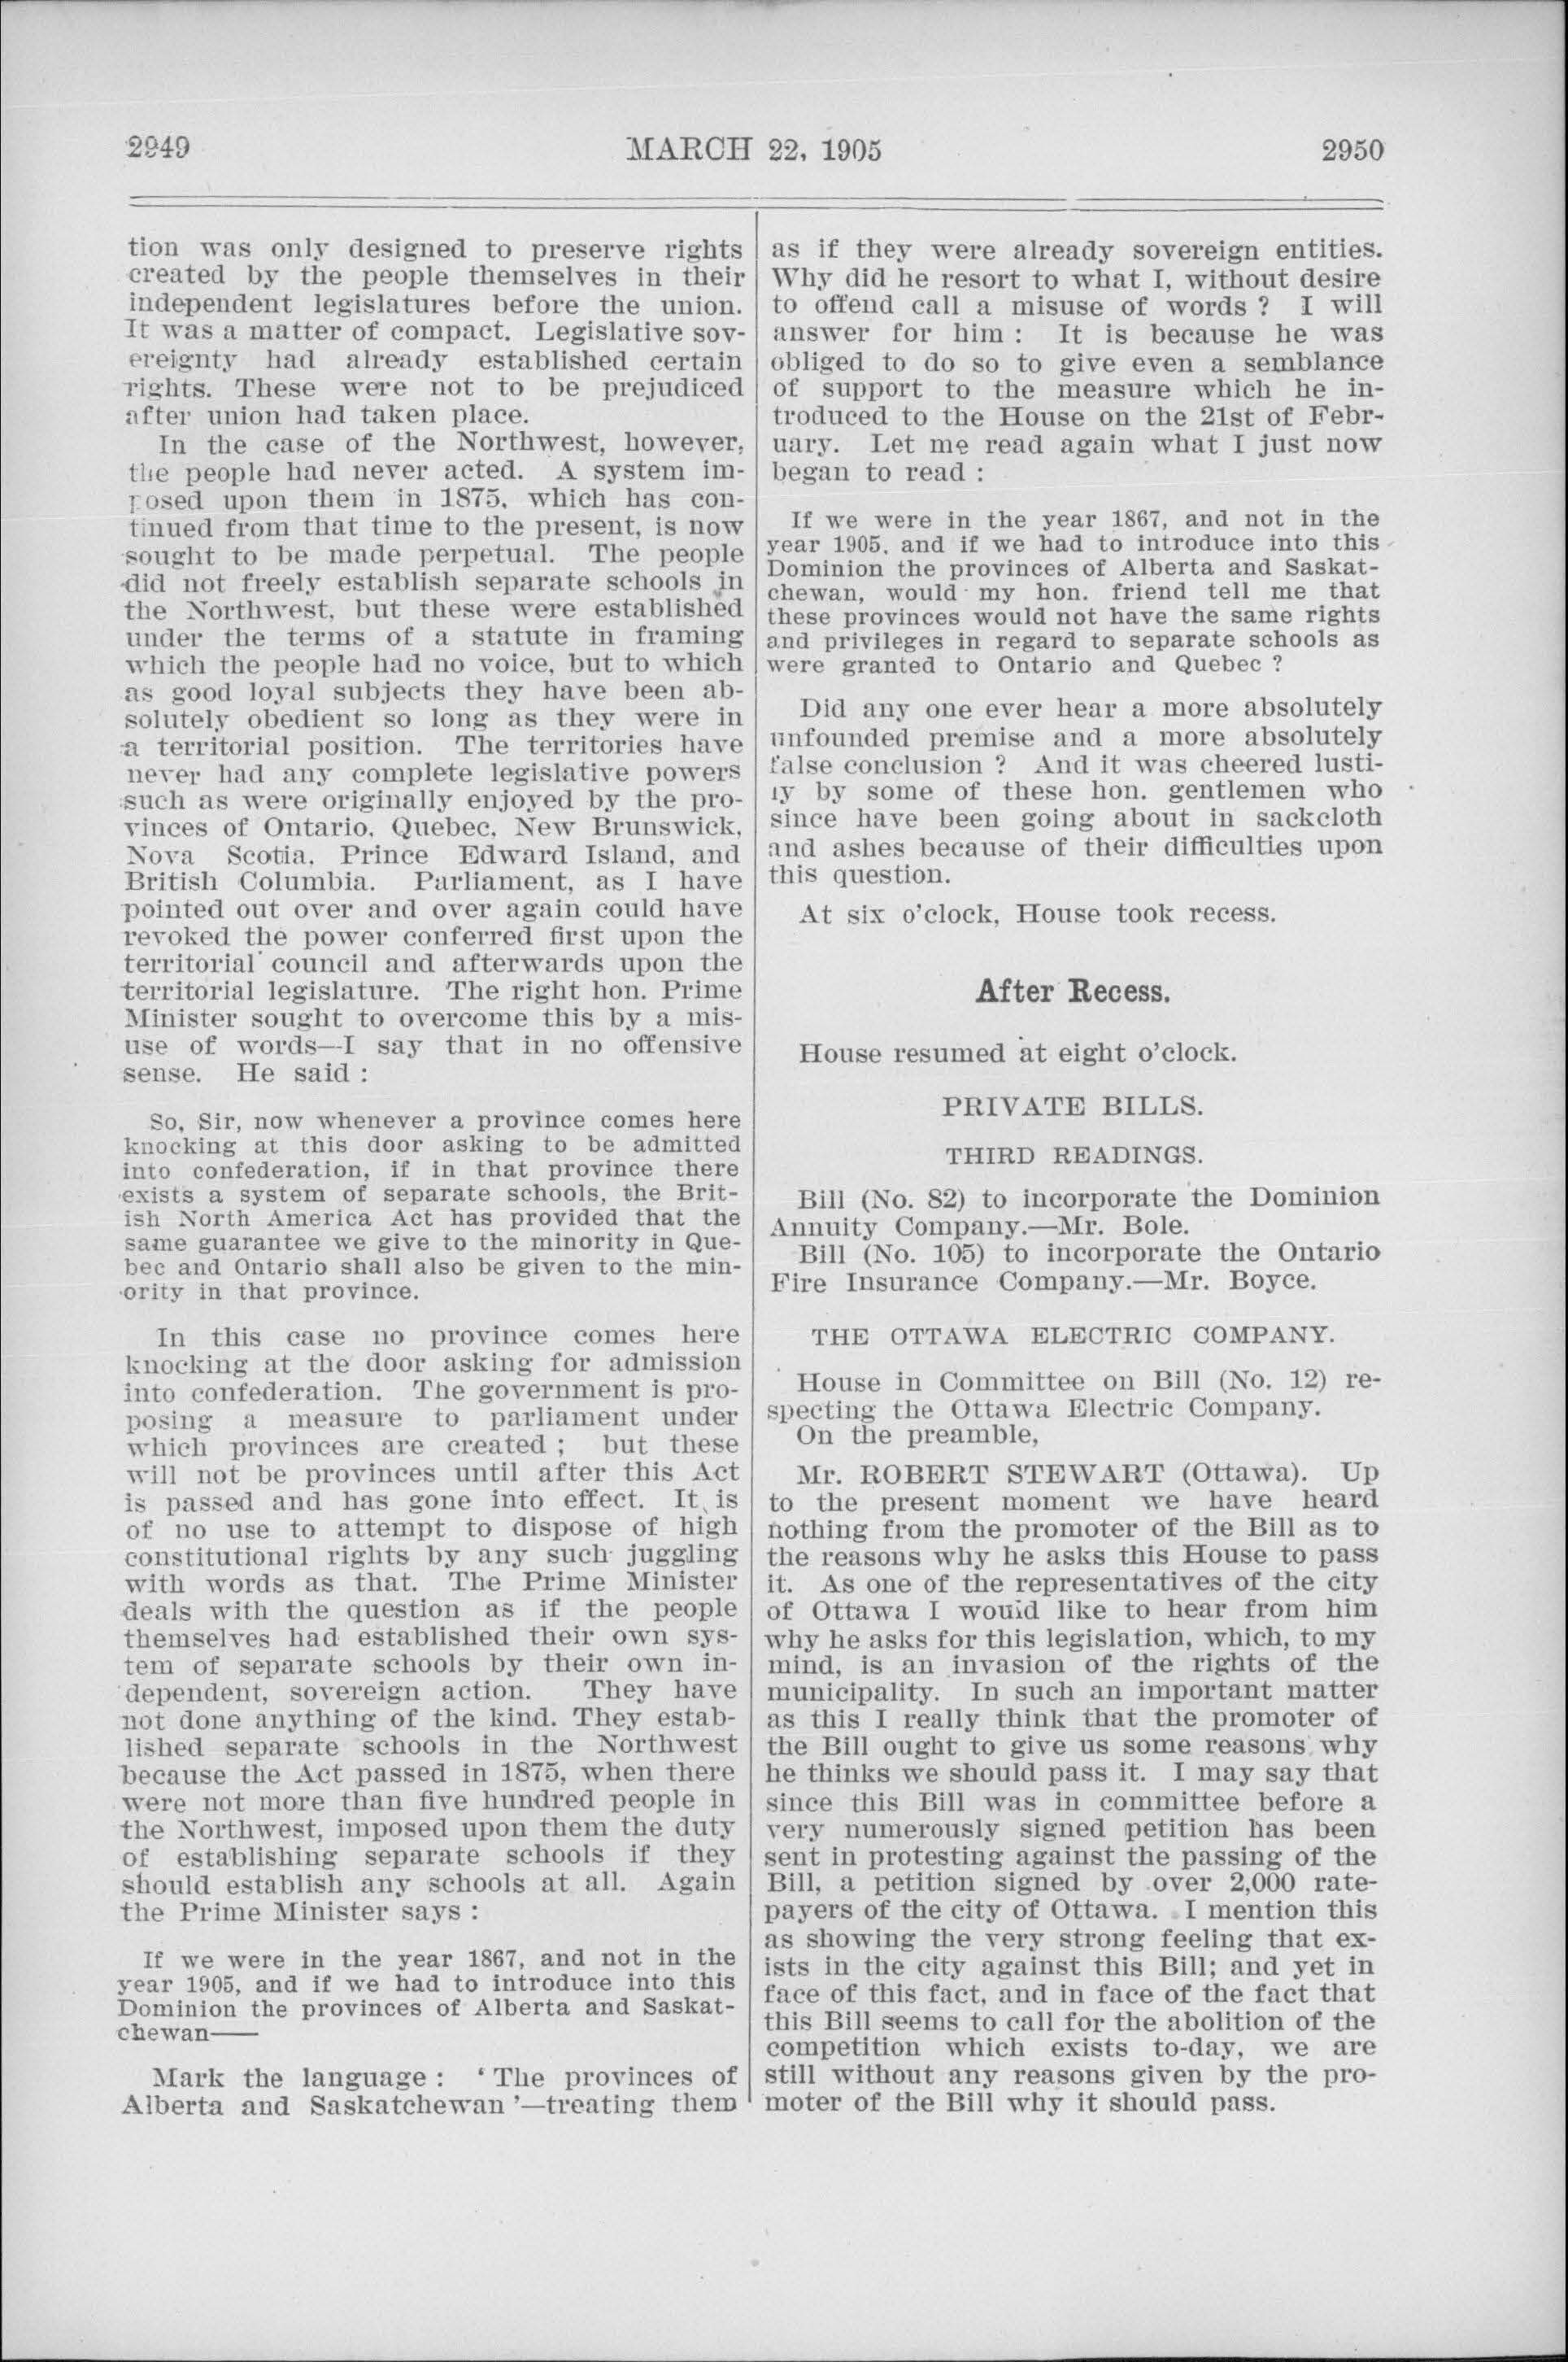 2949
MARCH 22, 1905
2950
tion was only designed to preserve rights
created by the people themselves in their
independent legislatures before the union.
It was a matter of compact. Legislative sov-
ereignty had already established certain
rights. These were not to be prejudiced
after union had taken place.
In the case of the Northwest, however,
the people had never acted. A system im-
posed upon them in 1875, which has con-
tinued from that time to the present, is now
sought to be made perpetual. The people
did not freely establish separate schools in
the Northwest, but these were established
under the terms of a statute in framing
which the people had no voice, but to which
as good loyal subjects they have been ab-
solutely obedient so long as they were in
a territorial position. The territories have
never had any complete legislative powers
such as were originally enjoyed by the pro-
vinces of Ontario, Quebec, New Brunswick,
Nova Scotia, Prince Edward Island, and
British Columbia. Parliament, as I have
pointed out over and over again could have
revoked the power conferred first upon the
territorial council and afterwards upon the
territorial legislature. The right hon. Prime
Minister sought to overcome this by a mis-
use of words—I say that in no offensive
sense. He said :
So, Sir, now whenever a province comes here
knocking at this door asking to be admitted
into confederation, if in that province there
exists a system of separate schools, the Brit-
ish North America Act has provided that the
same guarantee we give to the minority in Que-
bec and Ontario shall also be given to the min-
ority in that province.
In this case no province comes here
knocking at the door asking for admission
into confederation. The government is pro-
posing a measure to parliament under
which provinces are created ; but these
will not be provinces until after this Act
is passed and has gone into effect. It is
of no use to attempt to dispose of high
constitutional rights by any such juggling
with words as that. The Prime Minister
deals with the question as if the people
themselves had established their own sys-
tem of separate schools by their own in-
dependent, sovereign action. They have
not done anything of the kind. They estab-
lished separate schools in the Northwest
because the Act passed in 1875, when there
were not more than five hundred people in
the Northwest, imposed upon them the duty
of establishing separate schools if they
should establish any schools at all. Again
the Prime Minister says :
If we were in the year 1867, and not in the
year 1905, and if we had to introduce into this
Dominion the provinces of Alberta and Saskat-
chewan——
Mark the language : ‘ The provinces of
Alberta and Saskatchewan ’—treating them
as if they were already sovereign entities.
Why did he resort to what I, without desire
to offend call a misuse of words ? I will
answer for him : It is because he was
obliged to do so to give even a semblance
of support to the measure which he in-
troduced to the House on the 21st of Febr-
uary. Let me read again what I just now
began to read :
If we were in the year 1867, and not in the
year 1905, and if we had to introduce into this
Dominion the provinces of Alberta and Saskat-
chewan, would my hon. friend tell me that
these provinces would not have the same rights
and privileges in regard to separate schools as
were granted to Ontario and Quebec ?
Did any one ever hear a more absolutely
unfounded premise and a more absolutely
false conclusion ? And it was cheered lusti-
ly by some of these hon. gentlemen who
since have been going about in sackcloth
and ashes because of their difficulties upon
this question.
At six o’clock, House took recess.
After Recess.
House resumed at eight o’clock.
PRIVATE BILLS.
THIRD READINGS.
Bill (No. 82) to incorporate the Dominion
Annuity Company.—Mr. Bole.
Bill (No. 105) to incorporate the Ontario
Fire Insurance Company.—Mr. Boyce.
THE OTTAWA ELECTRIC COMPANY.
House in Committee on Bill (No. 12) re-
specting the Ottawa Electric Company.
On the preamble,
Mr. ROBERT STEWART (Ottawa). Up
to the present moment we have heard
nothing from the promoter of the Bill as to
the reasons why he asks this House to pass
it. As one of the representatives of the city
of Ottawa I would like to hear from him
why he asks for this legislation, which, to my
mind, is an invasion of the rights of the
municipality. In such an important matter
as this I really think that the promoter of
the Bill ought to give us some reasons why
he thinks we should pass it. I may say that
since this Bill was in committee before a
very numerously signed petition has been
sent in protesting against the passing of the
Bill, a petition signed by over 2,000 rate-
payers of the city of Ottawa. I mention this
as showing the very strong feeling that ex-
ists in the city against this Bill; and yet in
face of this fact, and in face of the fact that
this Bill seems to call for the abolition of the
competition which exists to-day, we are
still without any reasons given by the pro-
moter of the Bill why it should pass.